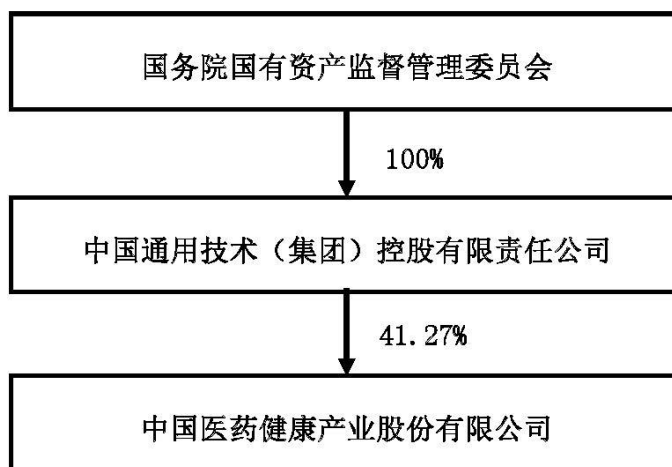 国务院国有资产监督管理委员会
100%
中国通用技术（集团）控股有限责任公司
41.27%
中国医药健康产业股份有限公司